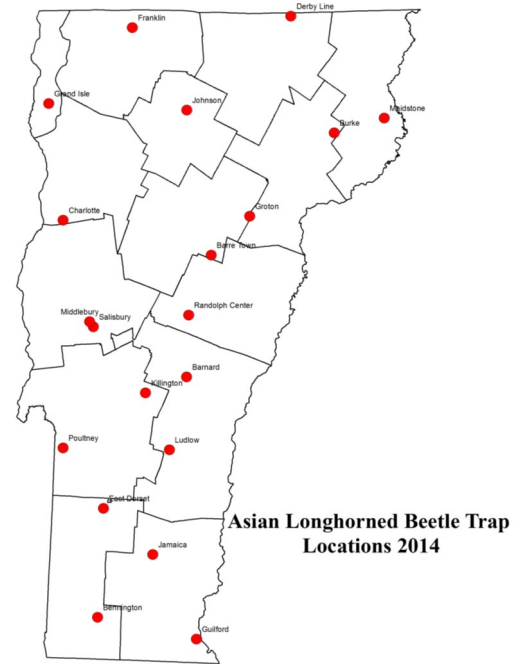 Derby Line
Franklin
Grand Isle
Johnson
Maidstone
Burke
Charlotte
Groton
Barre Town
Randolph Center
Middlebury
Salisbury
Barnard
Killington
Poultney
Ludlow
East Dorset
Asian Longhorned Beetle Trap
Locations 2014
Jamaica
Bennington
Guilford